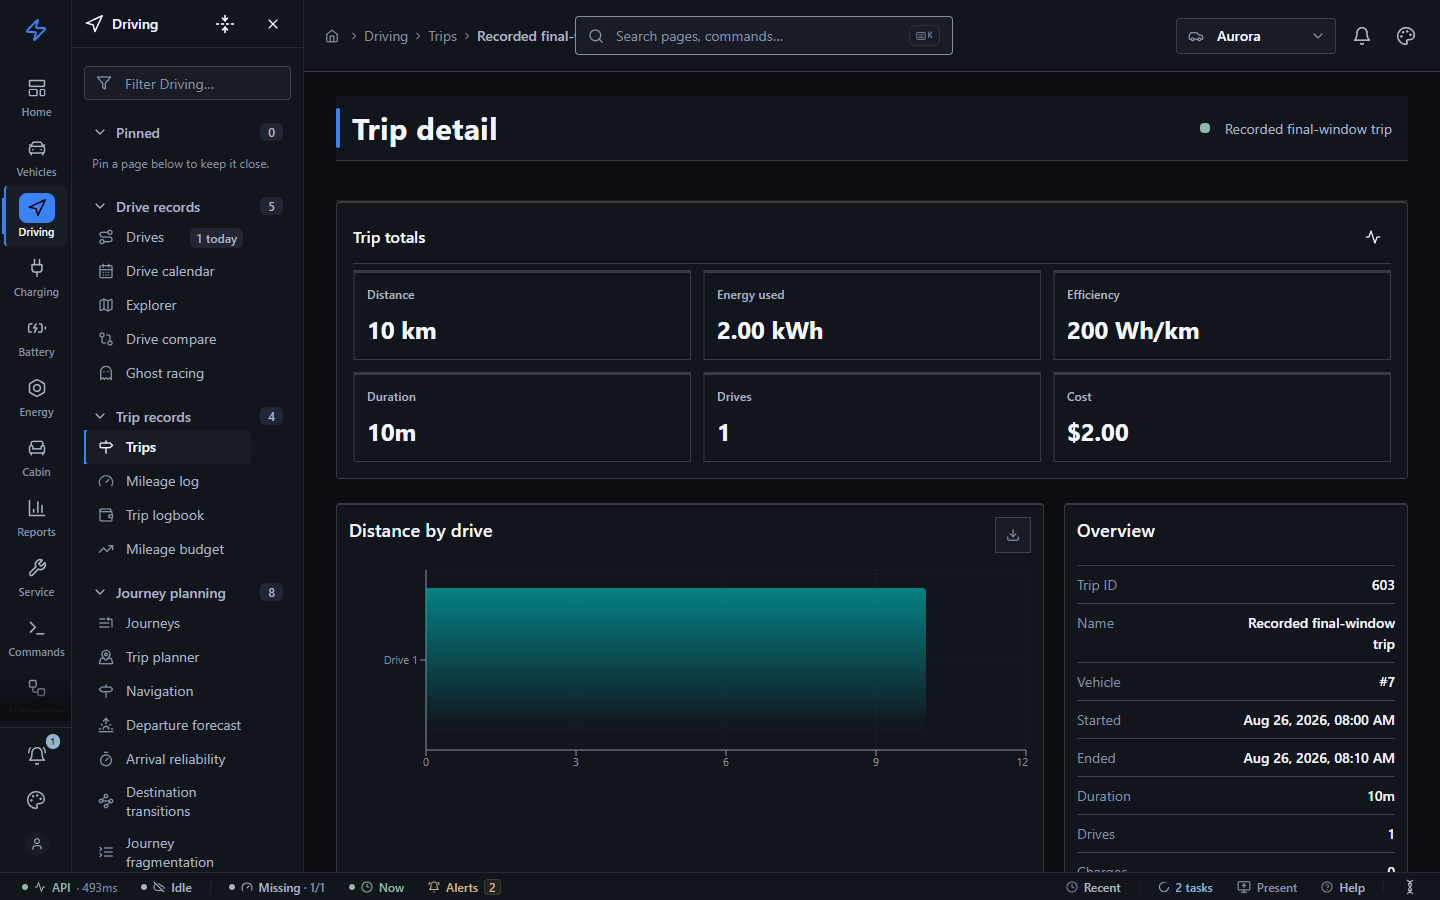 Driving
Driving
Trips
Recorded final-w
Search pages, commands...
K
Aurora
Home
Vehicles
Driving
Charging
Battery
Energy
Cabin
Reports
Service
Commands
1
Filter Driving...
Pinned
0
Pin a page below to keep it close.
Drive records
5
Drives
1 today
Drive calendar
Explorer
Drive compare
Ghost racing
Trip records
4
Trips
Mileage log
Trip logbook
Mileage budget
Journey planning
8
Journeys
Trip planner
Navigation
Departure forecast
Arrival reliability
Destination
transitions
Journey
fragmentation
Trip detail
Recorded final-window trip
Trip totals
Distance
10 km
Energy used
2.00 kWh
Efficiency
200 Wh/km
Duration
10m
Drives
1
Cost
$2.00
Distance by drive
Drive 1
0
3
6
9
12
Overview
Trip ID
603
Name
Recorded final-window
trip
Vehicle
#7
Started
Aug 26, 2026, 08:00 AM
Ended
Aug 26, 2026, 08:10 AM
Duration
10m
Drives
1
Charges
0
API · 493ms
Idle
Missing · 1/1
Now
Alerts 2
Recent
2 tasks
Present
Help